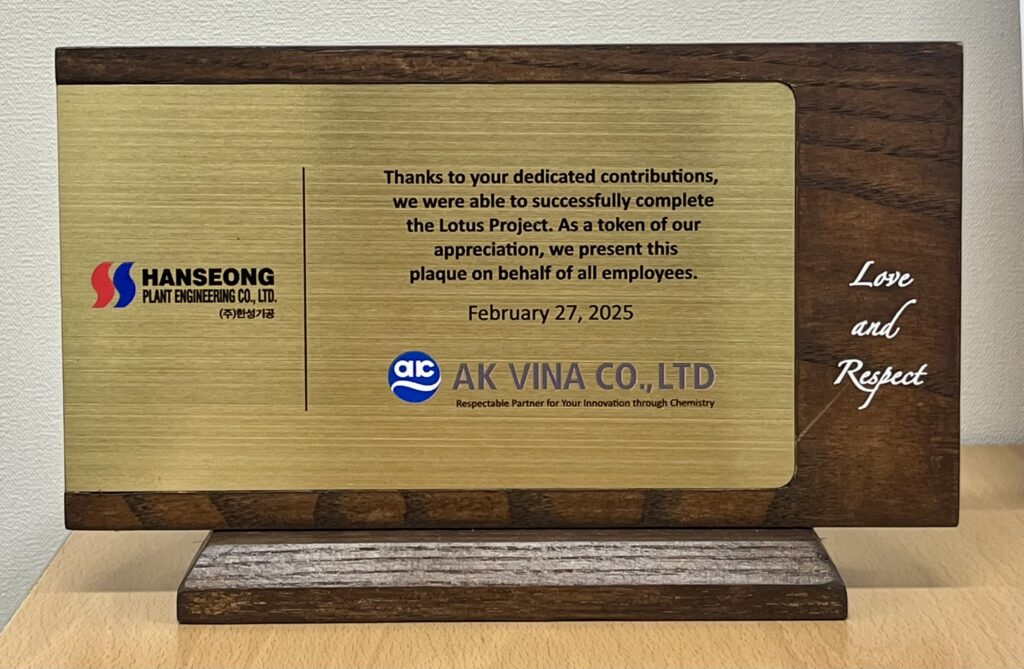 HANSEONG
PLANT ENGINEERING CO., LTD.
(주)한성가공
Thanks to your dedicated contributions,
we were able to successfully complete
the Lotus Project. As a token of our
appreciation, we present this
plaque on behalf of all employees.
February 27, 2025
aк AK VINA CO.,LTD
Respectable Partner for Your Innovation through Chemistry
Love
and
Respect